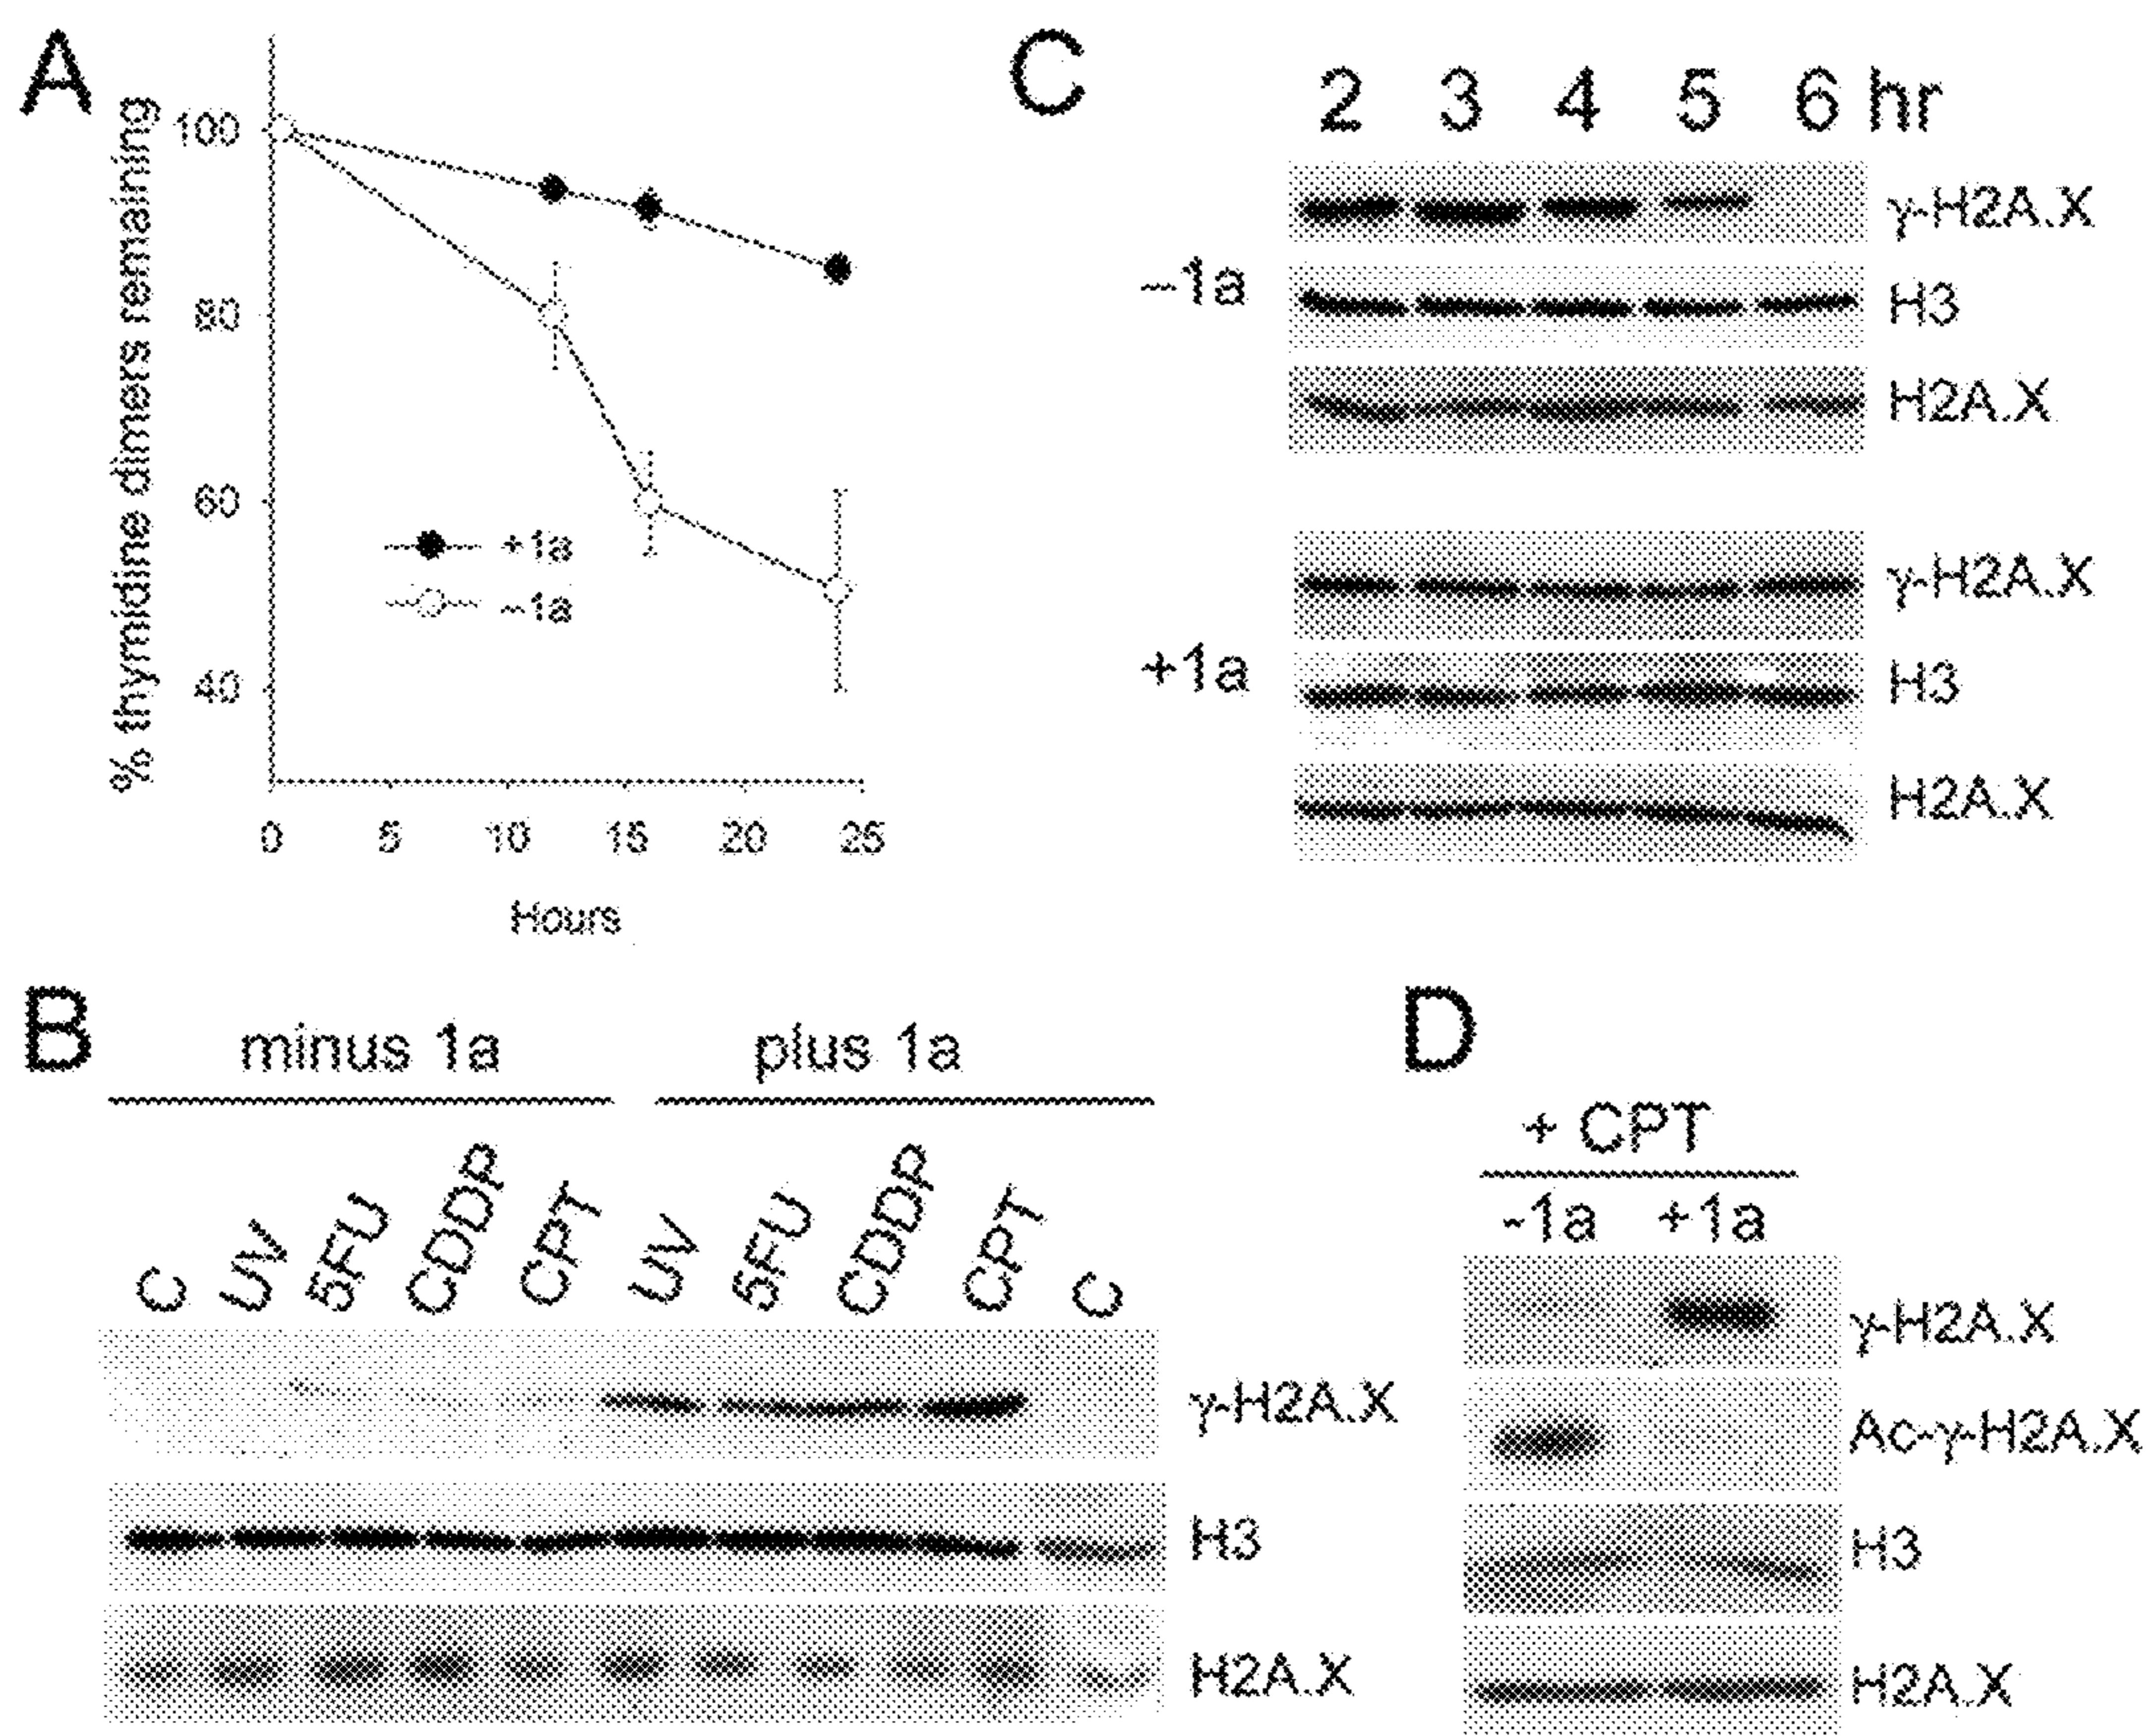 A
% thymidine dimers remaining
100
80
60
40
+1a
–1a
0 5 10 15 20 25
Hours
C
2 3 4 5 6 hr
–1a
γ-H2A.X
H3
H2A.X
+1a
γ-H2A.X
H3
H2A.X
B
minus 1a plus 1a
C UV 5FU CDDP CPT UV 5FU CDDP CPT C
γ-H2A.X
H3
H2A.X
D
+ CPT
-1a +1a
γ-H2A.X
Ac-γ-H2A.X
H3
H2A.X